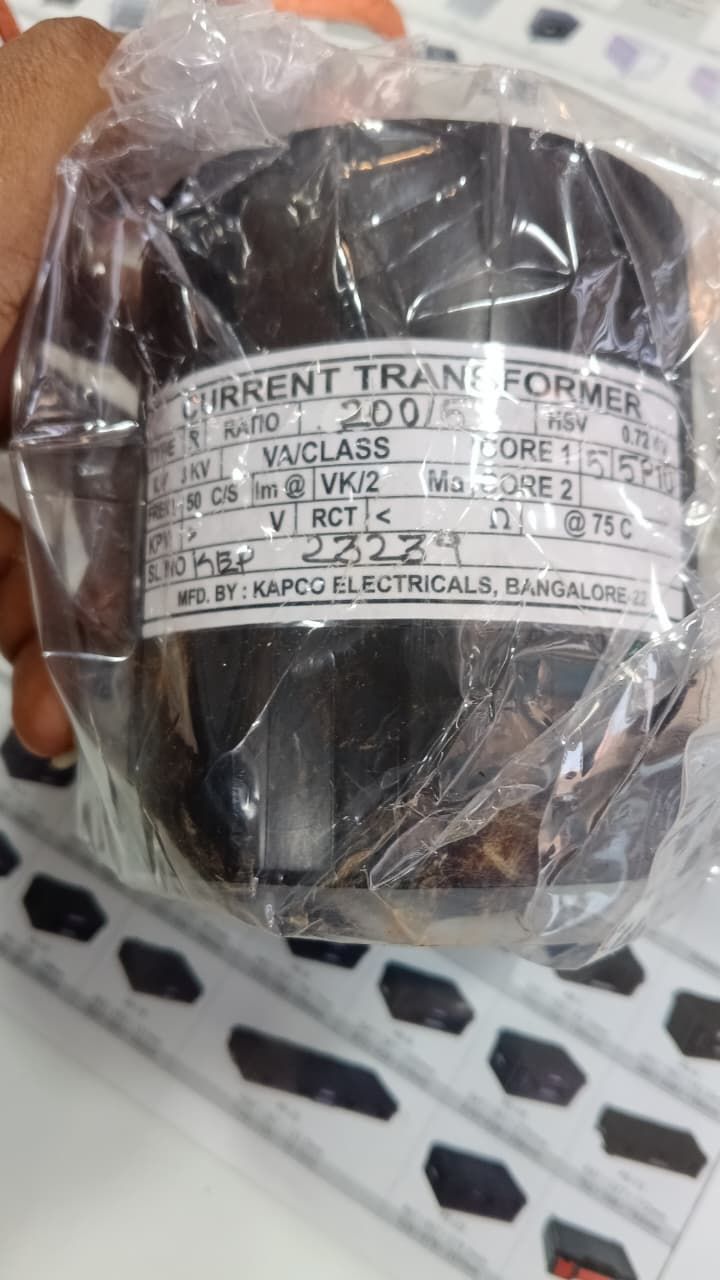 CURRENT TRANSFORMER
TYPE R RATIO 200/5 HSV 0.72
3 KV VA/CLASS CORE 1 5 5P10
50 C/S Im @ VK/2 Ma CORE 2
KPV > V RCT < Ω @ 75 C
SL.NO KEP 23239
MFD. BY : KAPCO ELECTRICALS, BANGALORE-22